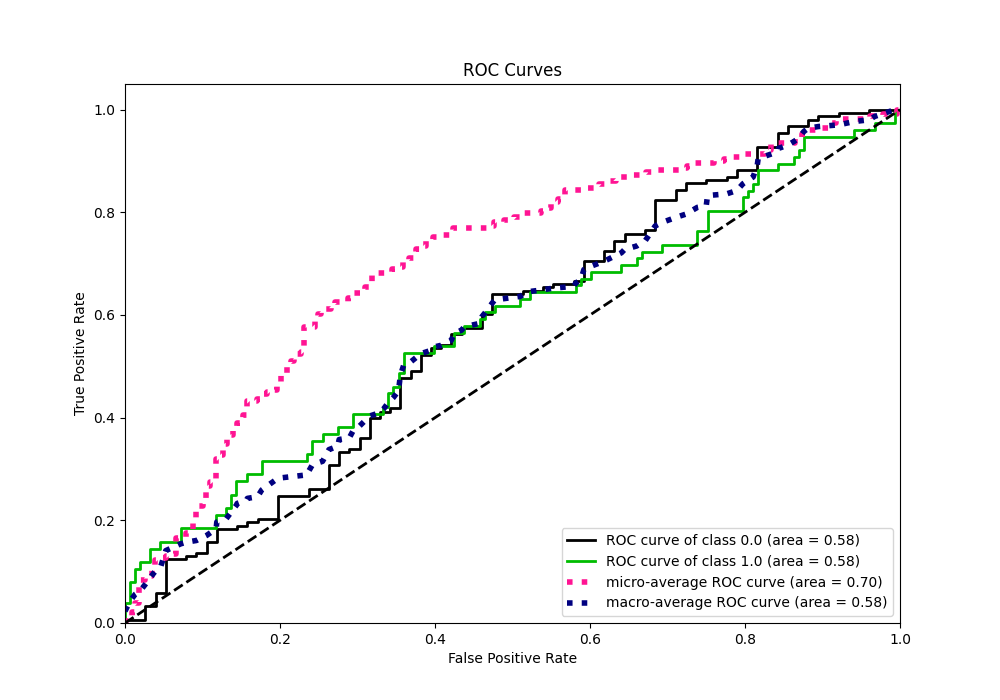 ROC Curves
True Positive Rate
1.0
0.8
0.6
0.4
0.2
0.0
0.0 0.2 0.4 0.6 0.8 1.0
False Positive Rate
ROC curve of class 0.0 (area = 0.58)
ROC curve of class 1.0 (area = 0.58)
micro-average ROC curve (area = 0.70)
macro-average ROC curve (area = 0.58)